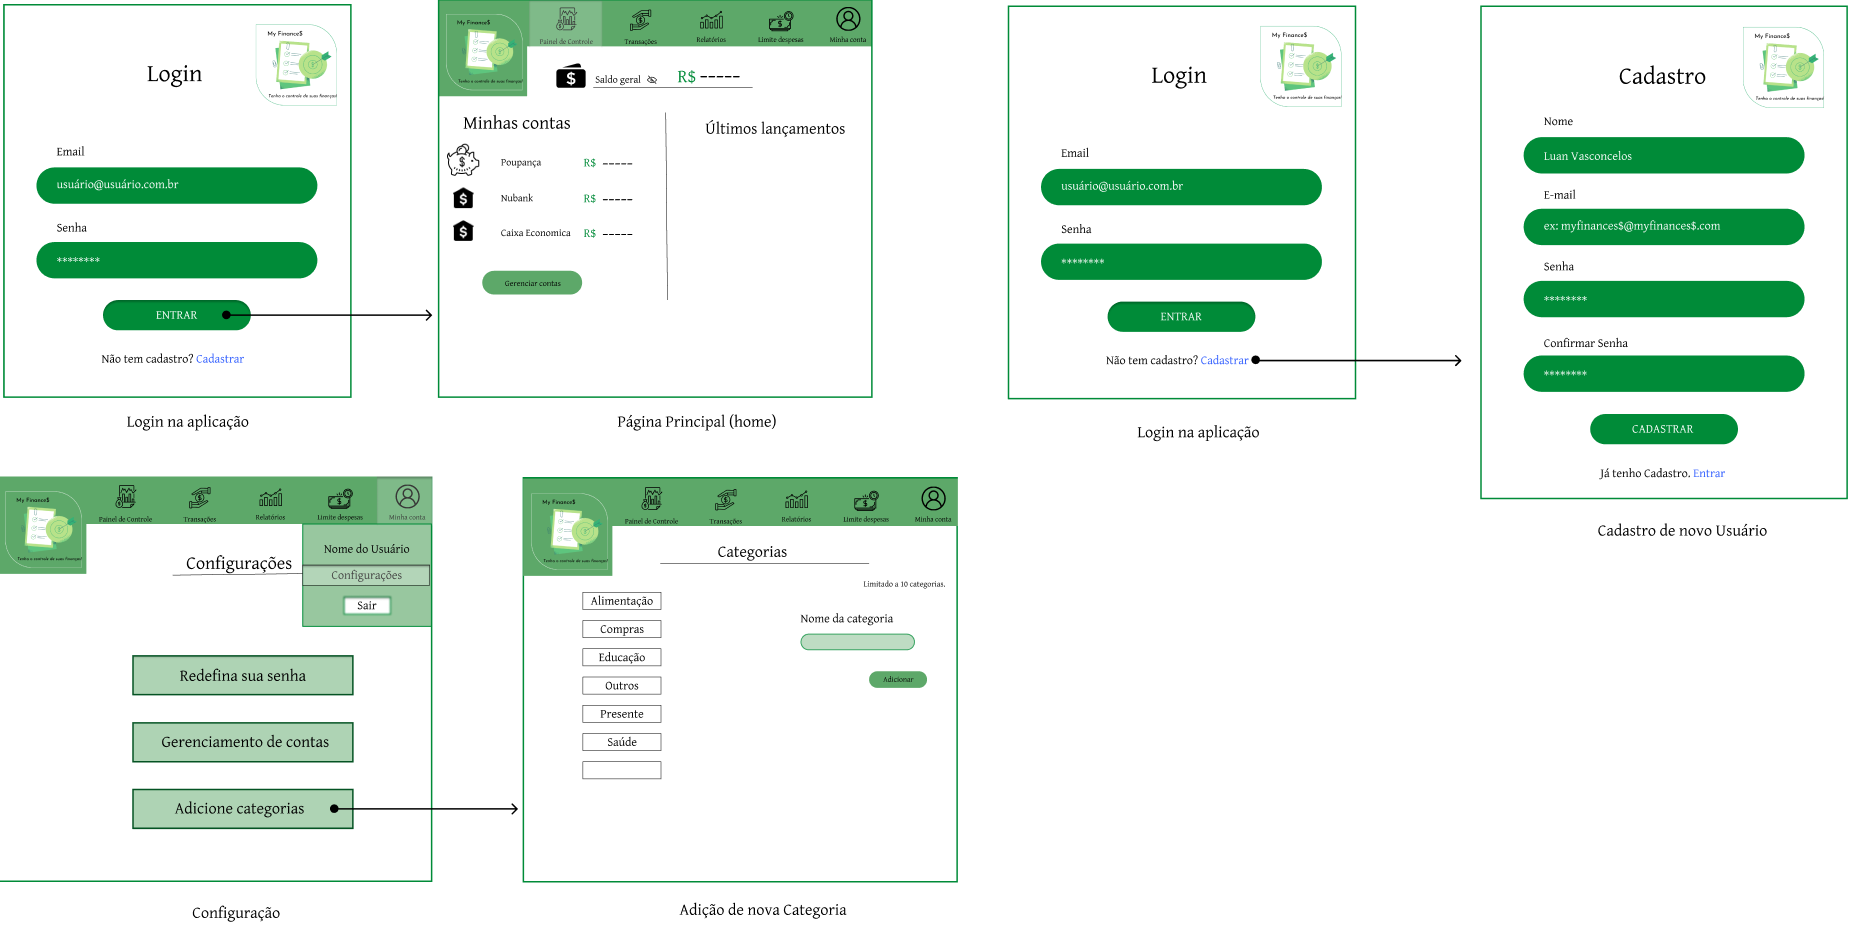 My Finance$
Login
Tenha o controle de suas finanças!
Email
usuário@usuário.com.br
Senha
********
ENTRAR
Não tem cadastro? Cadastrar
Login na aplicação
My Finance$
Tenha o controle de suas finanças!
Painel de Controle
Transações
Relatórios
Limite despesas
Minha conta
Saldo geral R$ -----
Minhas contas
Poupança R$ -----
Nubank R$ -----
Caixa Economica R$ -----
Gerenciar contas
Últimos lançamentos
Página Principal (home)
My Finance$
Login
Tenha o controle de suas finanças!
Email
usuário@usuário.com.br
Senha
********
ENTRAR
Não tem cadastro? Cadastrar
Login na aplicação
My Finance$
Cadastro
Tenha o controle de suas finanças!
Nome
Luan Vasconcelos
E-mail
ex: myfinances$@myfinances$.com
Senha
********
Confirmar Senha
********
CADASTRAR
Já tenho Cadastro. Entrar
Cadastro de novo Usuário
My Finance$
Tenha o controle de suas finanças!
Painel de Controle
Transações
Relatórios
Limite despesas
Minha conta
Nome do Usuário
Configurações
Sair
Configurações
Redefina sua senha
Gerenciamento de contas
Adicione categorias
Configuração
My Finance$
Tenha o controle de suas finanças!
Painel de Controle
Transações
Relatórios
Limite despesas
Minha conta
Categorias
Limitado a 10 categorias.
Alimentação
Compras
Educação
Outros
Presente
Saúde
Nome da categoria
Adicionar
Adição de nova Categoria